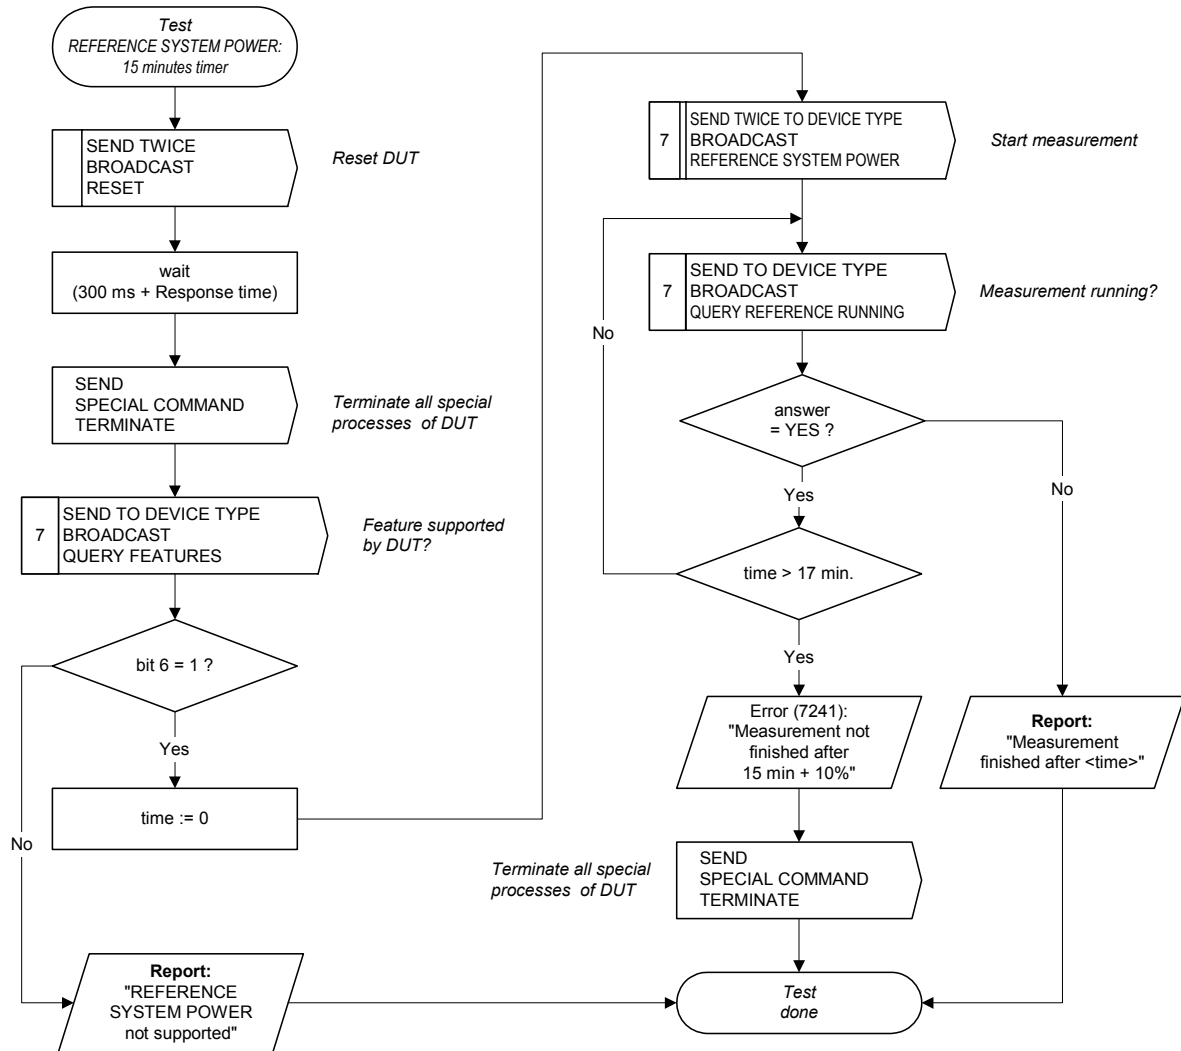 Test
REFERENCE SYSTEM POWER:
15 minutes timer
SEND TWICE
BROADCAST
RESET
Reset DUT
wait
(300 ms + Response time)
SEND
SPECIAL COMMAND
TERMINATE
Terminate all special
processes of DUT
7
SEND TO DEVICE TYPE
BROADCAST
QUERY FEATURES
Feature supported
by DUT?
bit 6 = 1 ?
Yes
No
time := 0
Report:
"REFERENCE
SYSTEM POWER
not supported"
7
SEND TWICE TO DEVICE TYPE
BROADCAST
REFERENCE SYSTEM POWER
Start measurement
7
SEND TO DEVICE TYPE
BROADCAST
QUERY REFERENCE RUNNING
Measurement running?
No
answer
= YES ?
Yes
No
time > 17 min.
Yes
Error (7241):
"Measurement not
finished after
15 min + 10%"
Report:
"Measurement
finished after <time>"
Terminate all special
processes of DUT
SEND
SPECIAL COMMAND
TERMINATE
Test
done